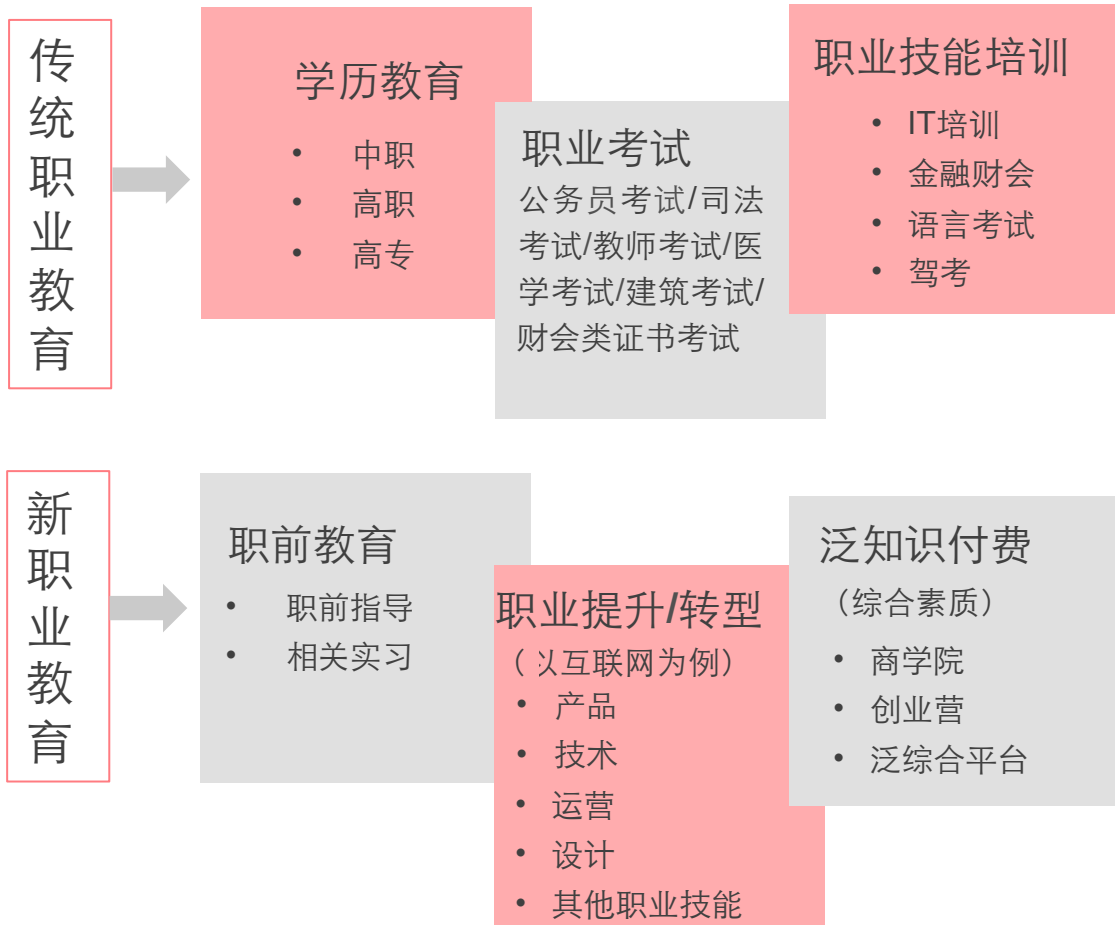 传统职业教育
学历教育
• 中职
• 高职
• 高专
职业考试
公务员考试/司法
考试/教师考试/医
学考试/建筑考试/
财会类证书考试
职业技能培训
• IT培训
• 金融财会
• 语言考试
• 驾考
新职业教育
职前教育
• 职前指导
• 相关实习
职业提升/转型
（以互联网为例）
• 产品
• 技术
• 运营
• 设计
• 其他职业技能
泛知识付费
（综合素质）
• 商学院
• 创业营
• 泛综合平台